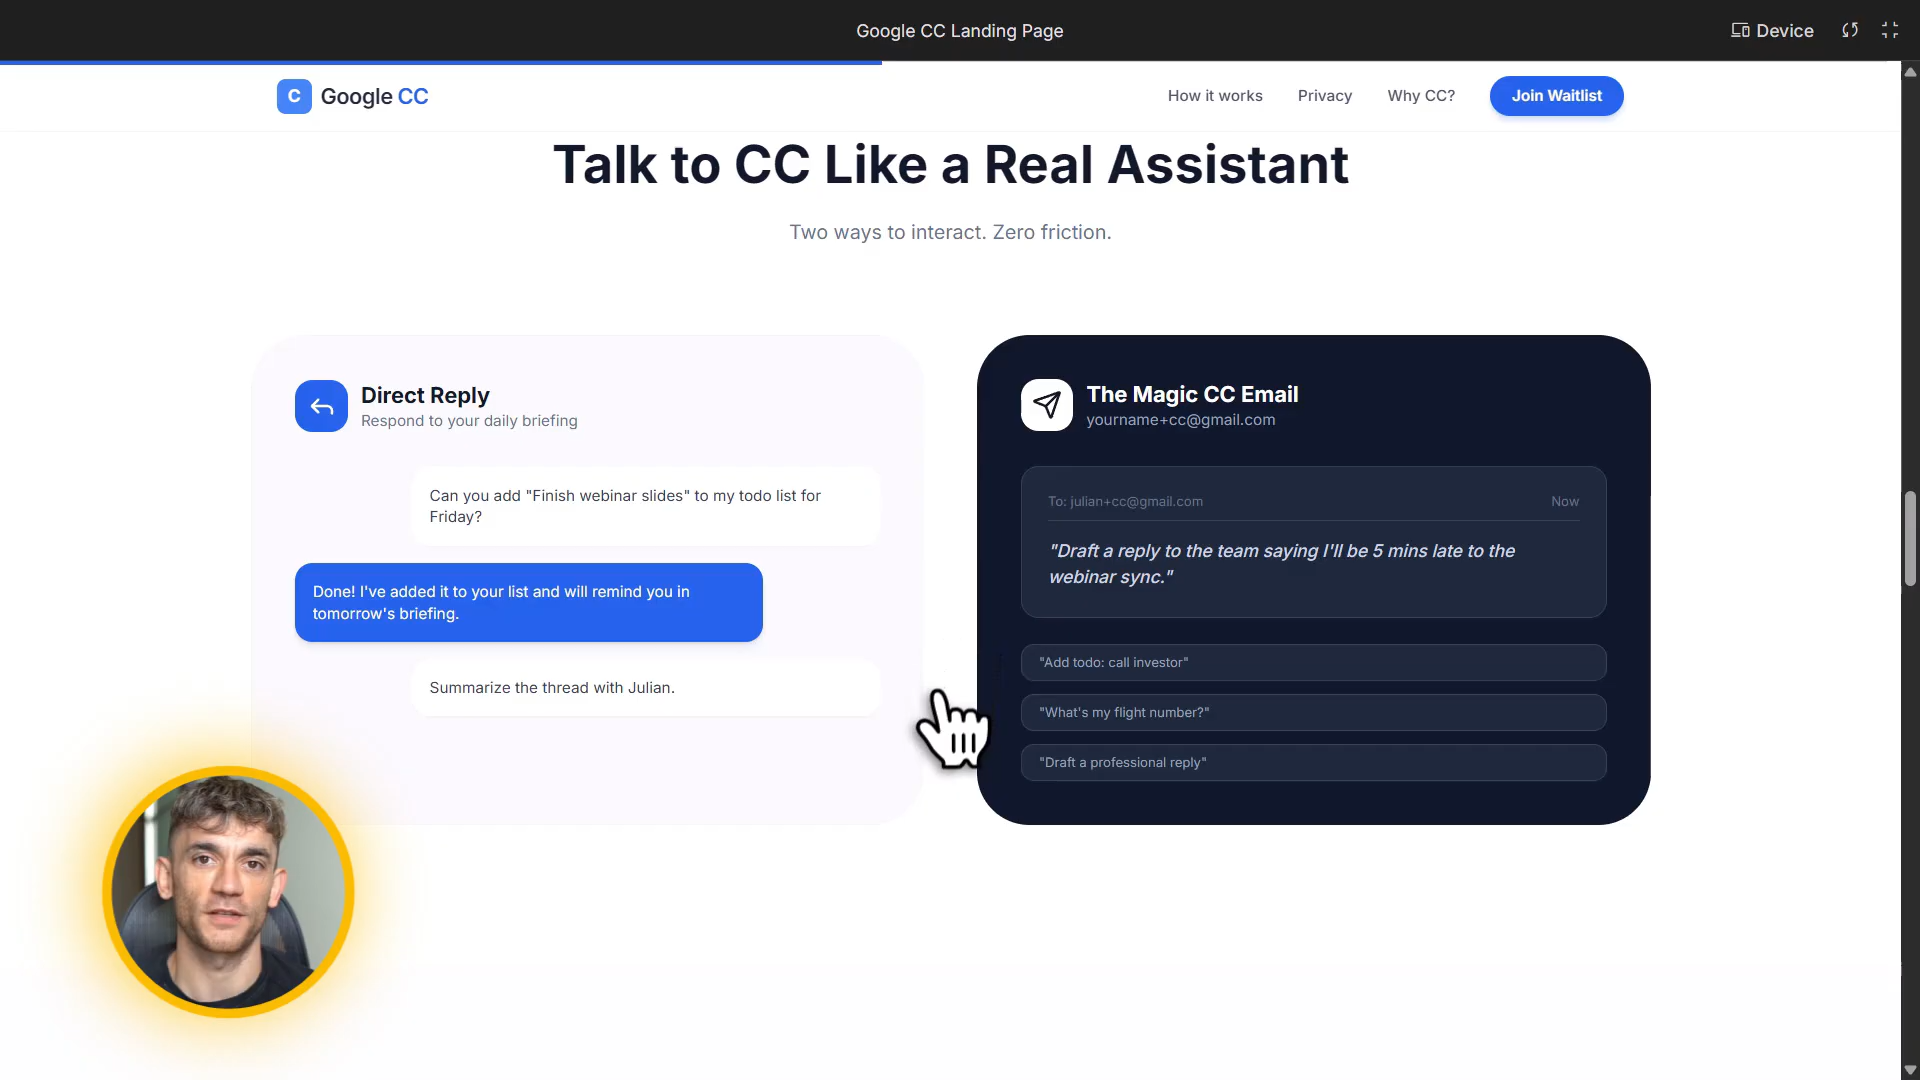 Google CC Landing Page
Device
C
Google CC
How it works
Privacy
Why CC?
Join Waitlist
Talk to CC Like a Real Assistant
Two ways to interact. Zero friction.
Direct Reply
Respond to your daily briefing
Can you add "Finish webinar slides" to my todo list for
Friday?
Done! I've added it to your list and will remind you in
tomorrow's briefing.
Summarize the thread with Julian.
The Magic CC Email
yourname+cc@gmail.com
To: julian+cc@gmail.com
Now
"Draft a reply to the team saying I'll be 5 mins late to the
webinar sync."
"Add todo: call investor"
"What's my flight number?"
"Draft a professional reply"